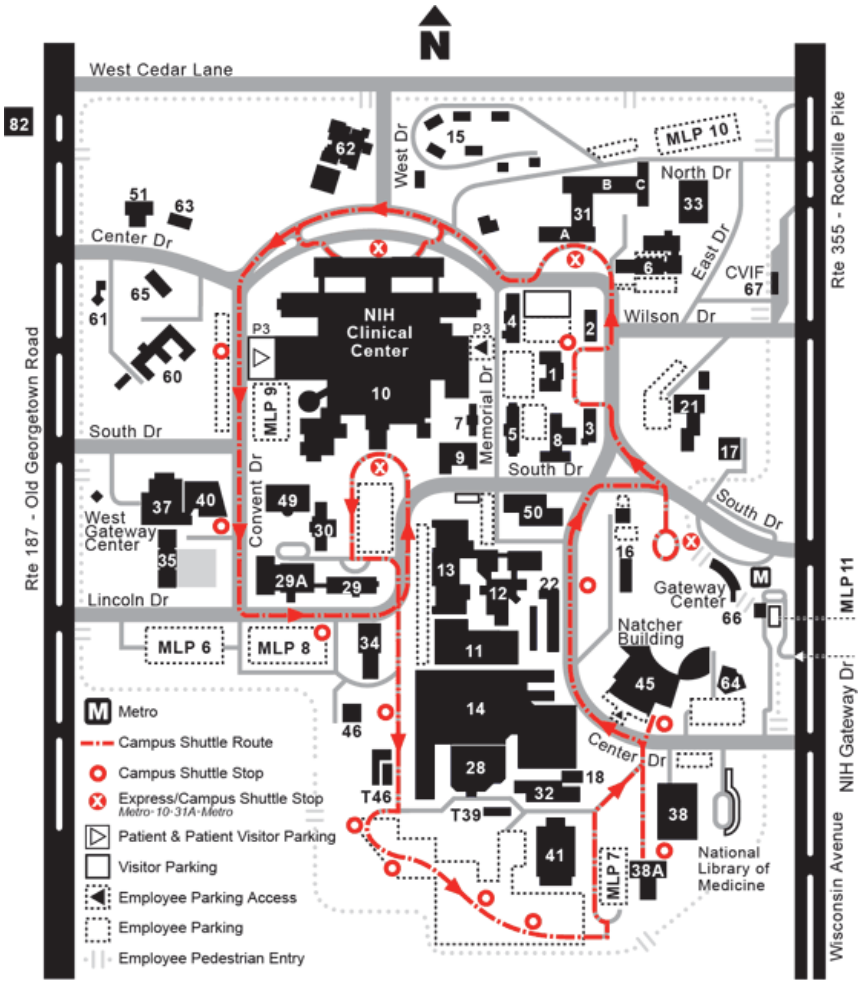 N
West Cedar Lane
82
62
West Dr
15
MLP 10
Rte 355 - Rockville Pike
51
63
North Dr
B
C
31
33
A
Center Dr
East Dr
6
CVIF
67
65
61
NIH
Clinical
Center
10
P3
P3
4
2
Wilson Dr
60
1
MLP 9
Memorial Dr
7
5
8
3
21
South Dr
9
South Dr
17
Rte 187 - Old Georgetown Road
37
40
Convent Dr
49
30
50
South Dr
West
Gateway
Center
35
16
M
MLP11
29A
29
13
12
22
Gateway
Center
66
Lincoln Dr
Natcher
Building
MLP 6
MLP 8
34
11
45
64
NIH Gateway Dr
14
46
Center Dr
M Metro
Campus Shuttle Route
Campus Shuttle Stop
Express/Campus Shuttle Stop
Metro-10-31A-Metro
Patient & Patient Visitor Parking
Visitor Parking
Employee Parking Access
Employee Parking
Employee Pedestrian Entry
28
18
32
T46
T39
38
41
MLP 7
38A
National
Library of
Medicine
Wisconsin Avenue